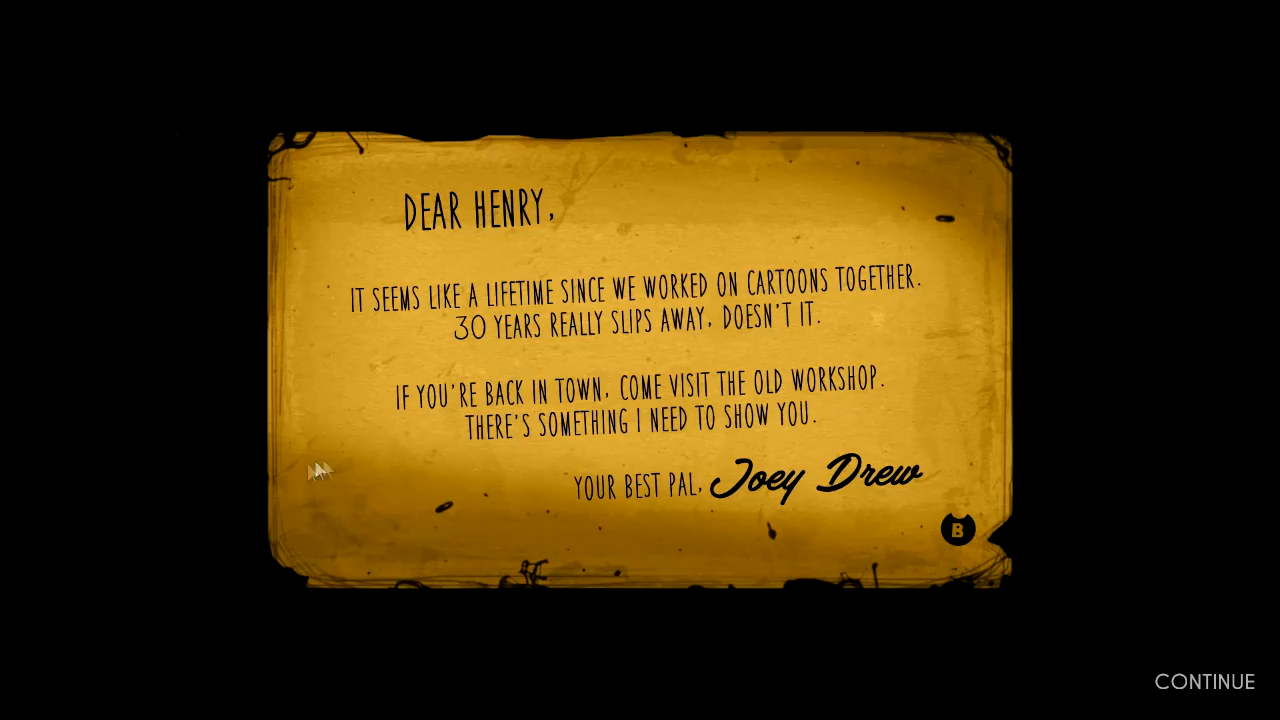 DEAR HENRY,
IT SEEMS LIKE A LIFETIME SINCE WE WORKED ON CARTOONS TOGETHER.
30 YEARS REALLY SLIPS AWAY, DOESN'T IT.
IF YOU'RE BACK IN TOWN, COME VISIT THE OLD WORKSHOP.
THERE'S SOMETHING I NEED TO SHOW YOU.
YOUR BEST PAL, Joey Drew
B
CONTINUE